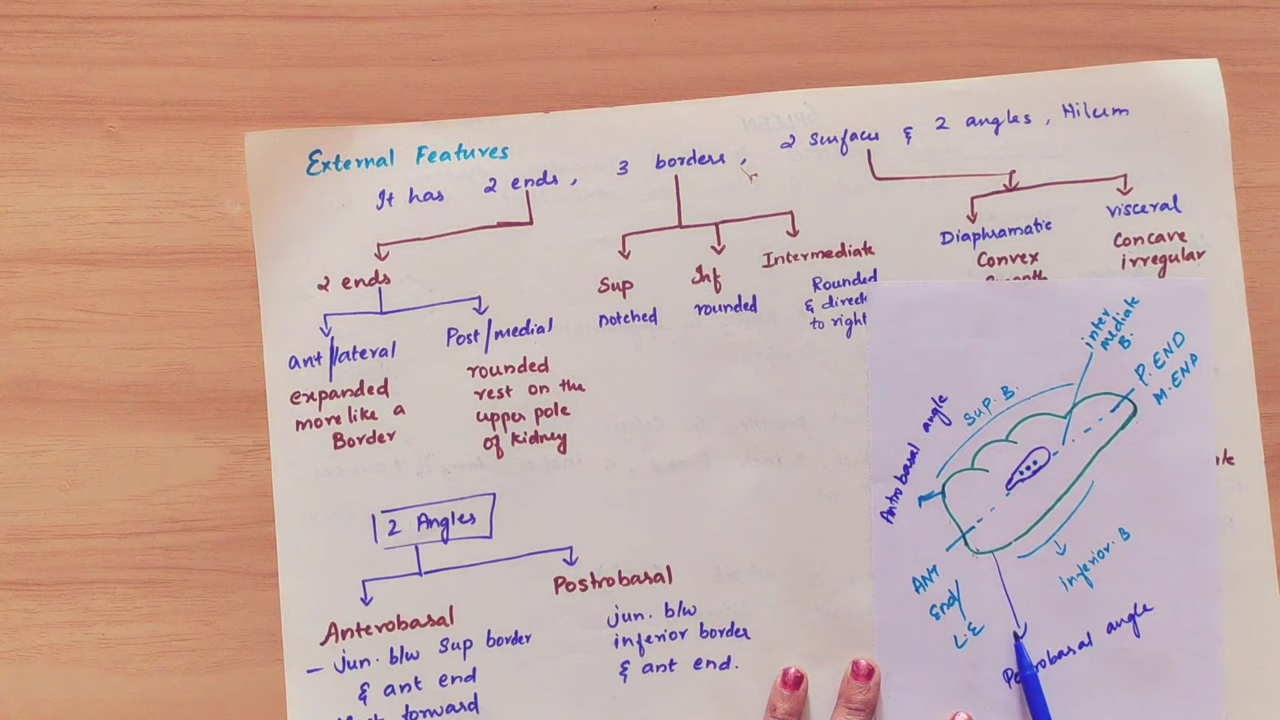 External Features
It has 2 ends, 3 borders, 2 surfaces & 2 angles, Hilum
2 ends
ant/lateral
expanded
more like a
Border
Post/medial
rounded
rest on the
upper pole
of kidney
Sup
notched
Inf
rounded
Intermediate
Rounded
& direct
to right
Diaphramatic
Convex
visceral
Concave
irregular
2 Angles
Anterobasal
- jun. b/w Sup border
& ant end
forward
Postrobasal
jun. b/w
inferior border
& ant end.
Antrobasal angle
Sup. B.
inter
mediate
B.
P. END
M. END
ANT
End/
L.E
inferior. B
Postrobasal angle